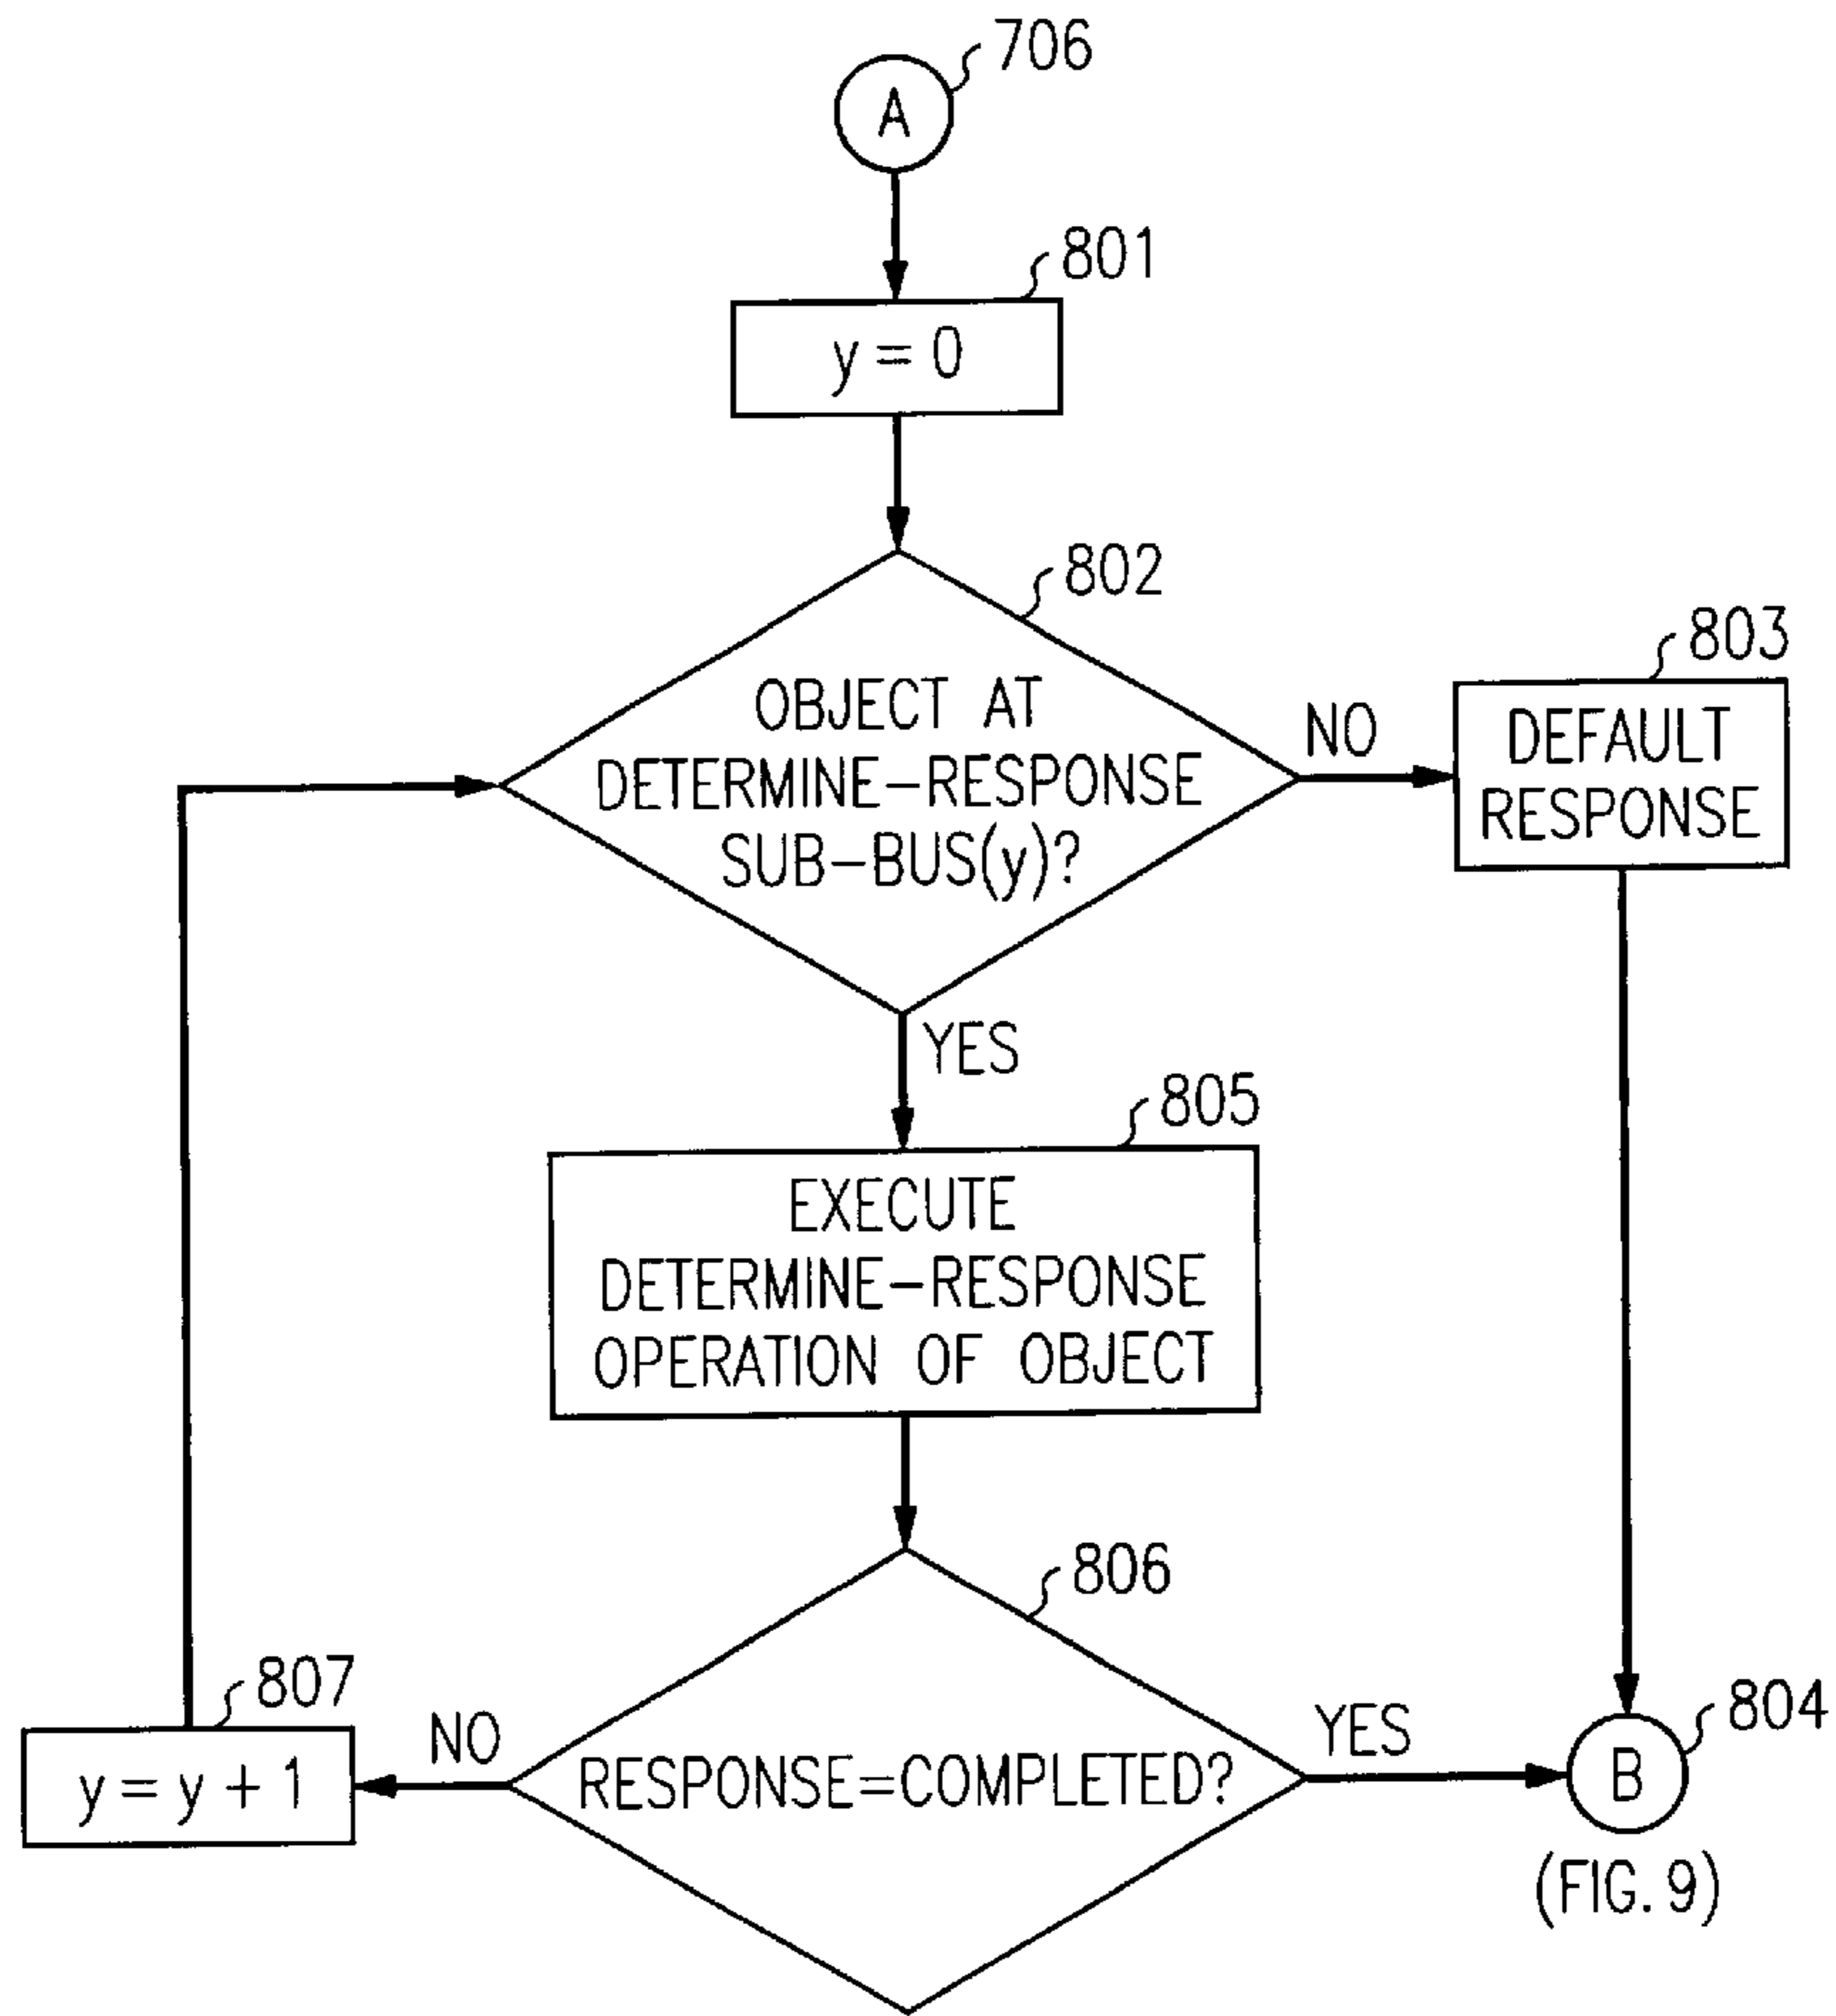 706
A
801
y = 0
802
OBJECT AT
DETERMINE-RESPONSE
SUB-BUS(y)?
NO
803
DEFAULT
RESPONSE
YES
805
EXECUTE
DETERMINE-RESPONSE
OPERATION OF OBJECT
806
RESPONSE=COMPLETED?
NO
807
y = y + 1
YES
804
B
(FIG. 9)